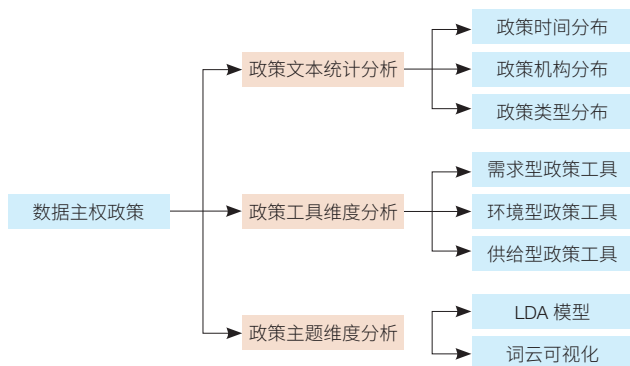 数据主权政策
政策文本统计分析
政策时间分布
政策机构分布
政策类型分布
政策工具维度分析
需求型政策工具
环境型政策工具
供给型政策工具
政策主题维度分析
LDA 模型
词云可视化